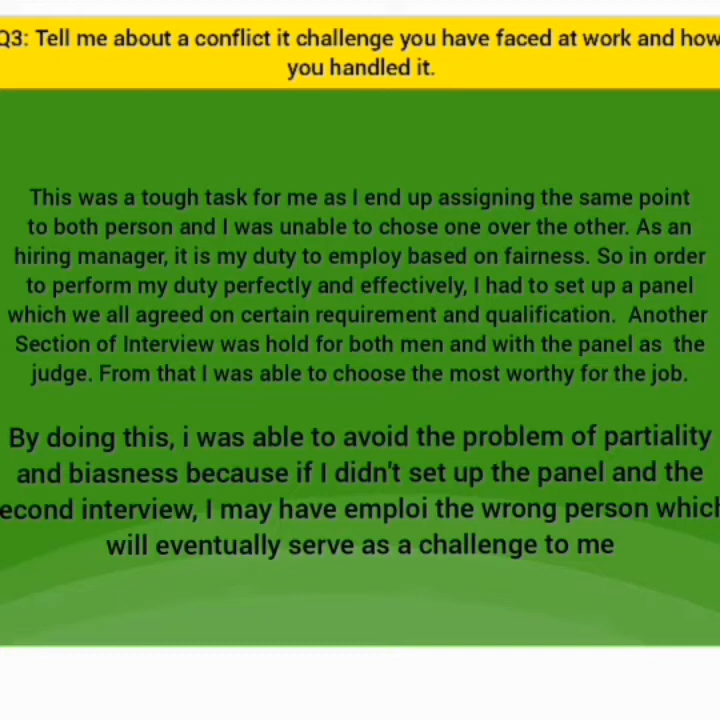 Q3: Tell me about a conflict it challenge you have faced at work and how
you handled it.
This was a tough task for me as I end up assigning the same point
to both person and I was unable to chose one over the other. As an
hiring manager, it is my duty to employ based on fairness. So in order
to perform my duty perfectly and effectively, I had to set up a panel
which we all agreed on certain requirement and qualification. Another
Section of Interview was hold for both men and with the panel as the
judge. From that I was able to choose the most worthy for the job.
By doing this, i was able to avoid the problem of partiality
and biasness because if I didn't set up the panel and the
econd interview, I may have emploi the wrong person which
will eventually serve as a challenge to me